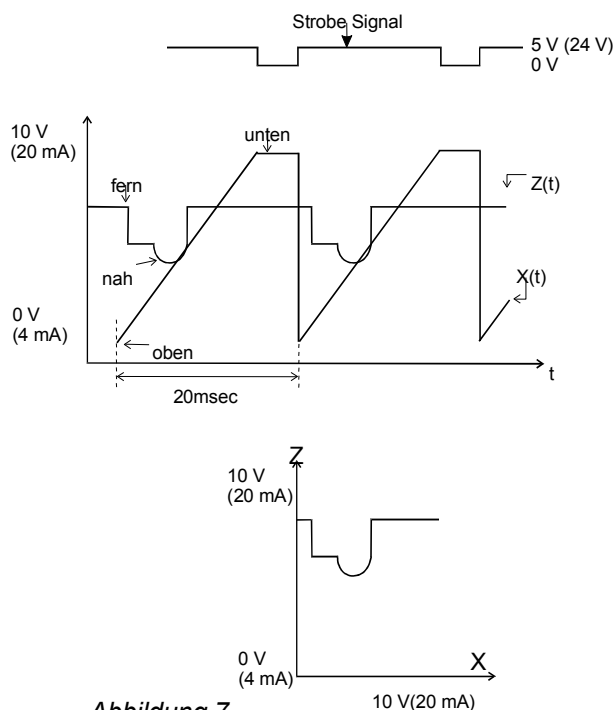 Strobe Signal
5 V (24 V)
0 V
10 V
(20 mA)
unten
fern
Z(t)
nah
X(t)
0 V
(4 mA)
oben
t
20msec
Z
10 V
(20 mA)
0 V
(4 mA)
X
10 V(20 mA)
Abbildung 7